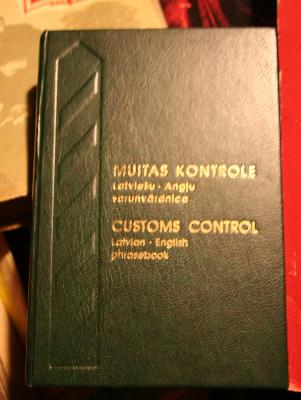 MUITAS KONTROLE
Latviešu - Angļu
sarunvārdnīca
CUSTOMS CONTROL
Latvian - English
phrasebook